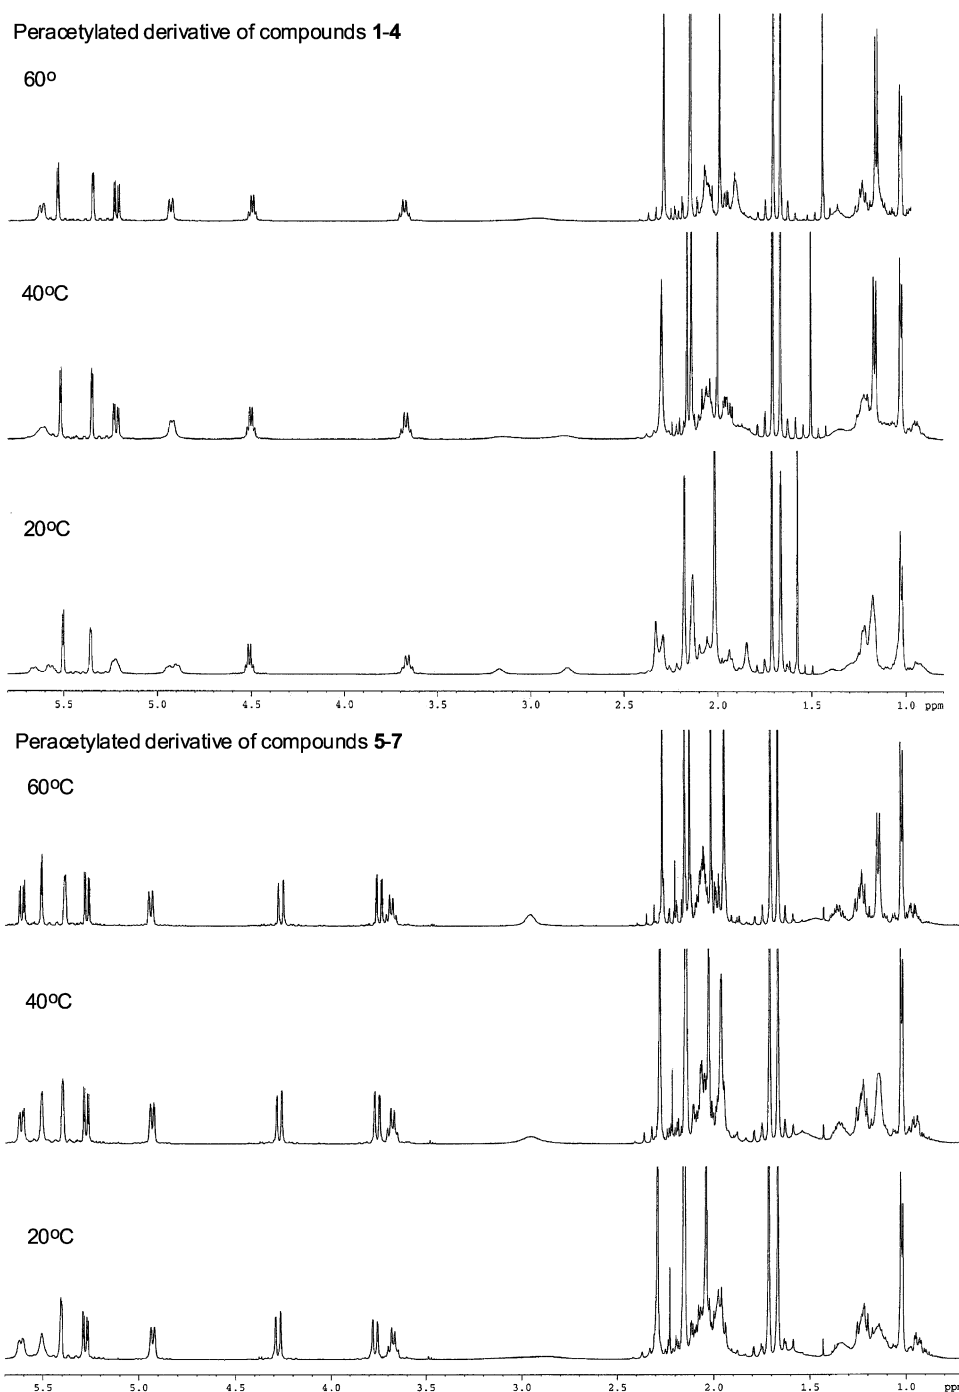 Peracetylated derivative of compounds 1-4
60º
40ºC
20ºC
5.5 5.0 4.5 4.0 3.5 3.0 2.5 2.0 1.5 1.0 ppm
Peracetylated derivative of compounds 5-7
60ºC
40ºC
20ºC
5.5 5.0 4.5 4.0 3.5 3.0 2.5 2.0 1.5 1.0 ppm